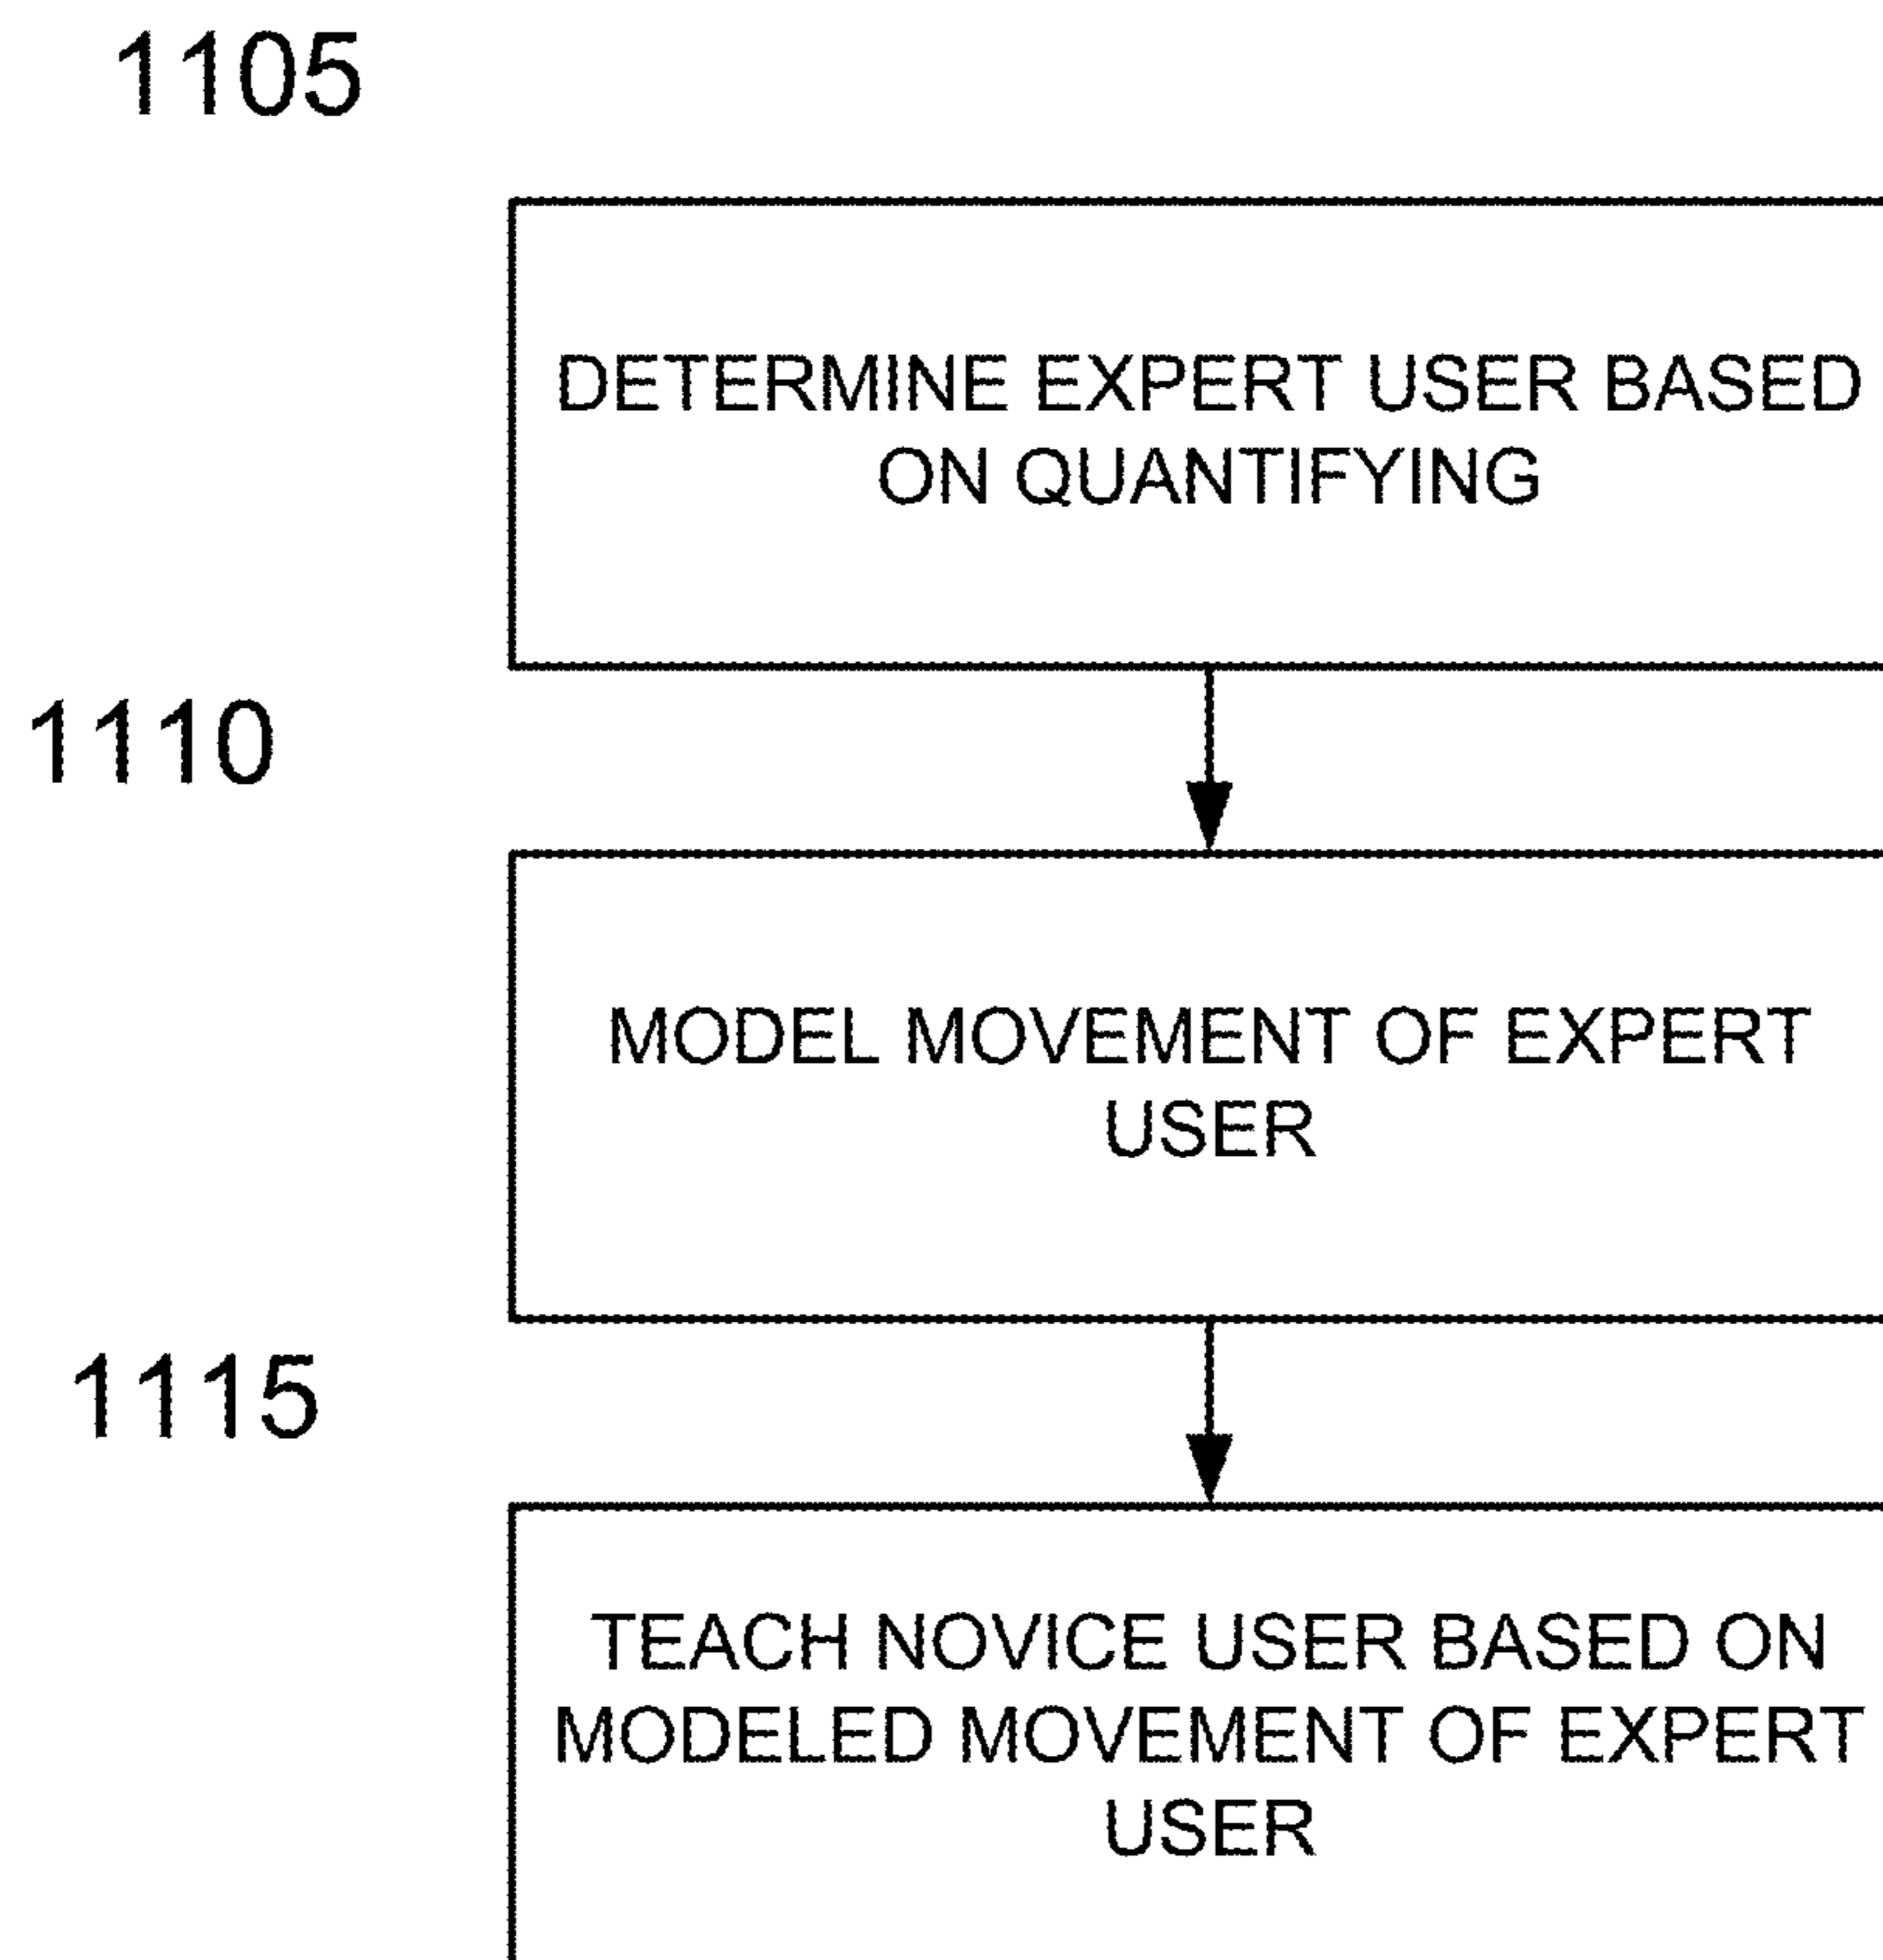 1105
DETERMINE EXPERT USER BASED
ON QUANTIFYING
1110
MODEL MOVEMENT OF EXPERT
USER
1115
TEACH NOVICE USER BASED ON
MODELED MOVEMENT OF EXPERT
USER